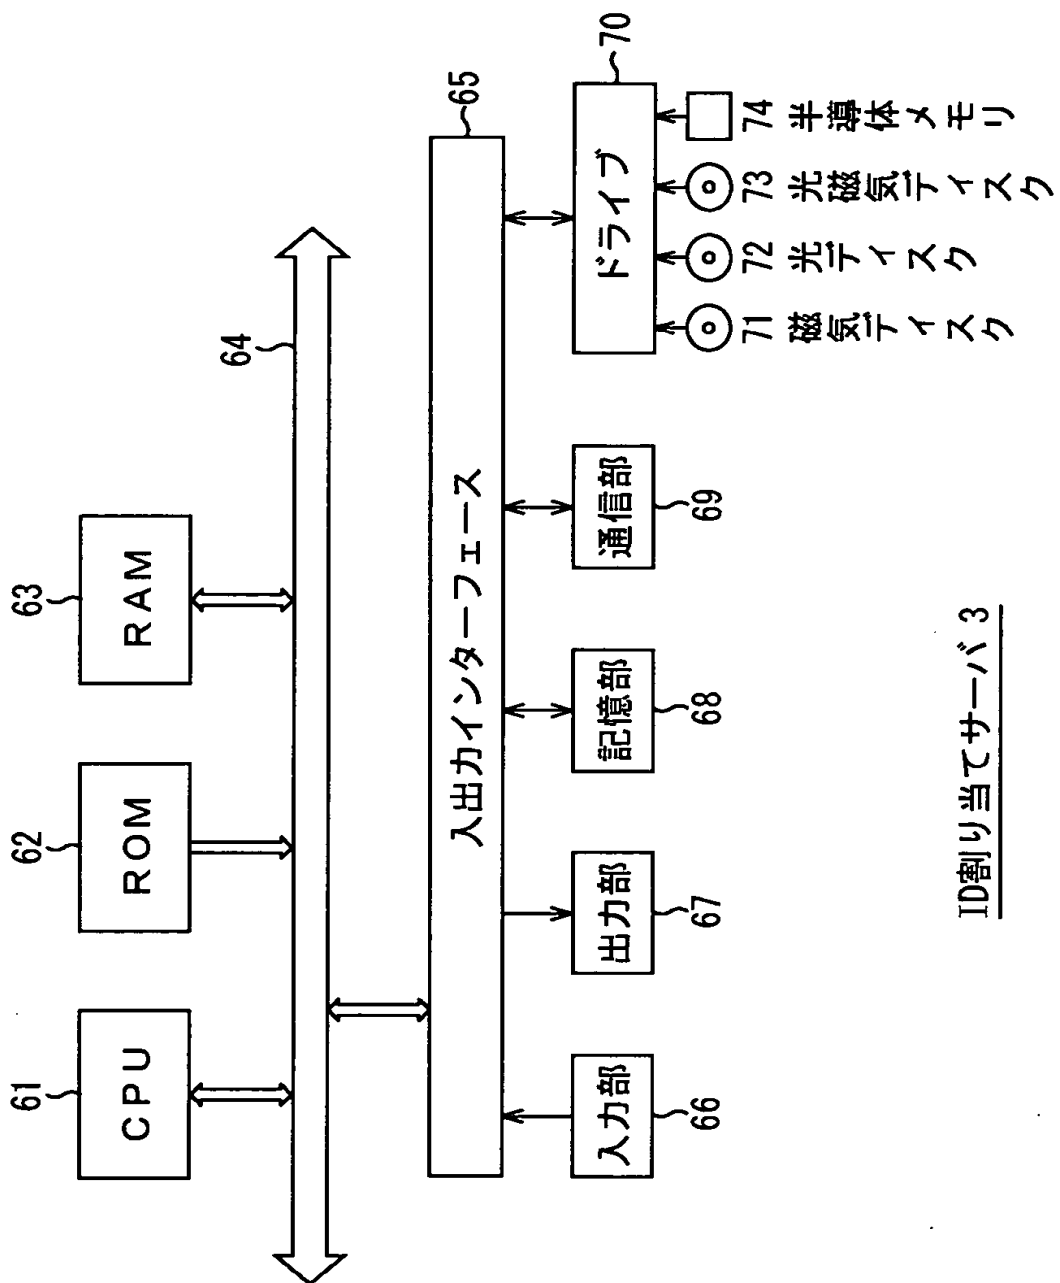 61
CPU
62
ROM
63
RAM
64
65
入出力インターフェース
66
入力部
67
出力部
68
記憶部
69
通信部
70
ドライブ
71 磁気ディスク
72 光ディスク
73 光磁気ディスク
74 半導体メモリ
ID割り当てサーバ 3